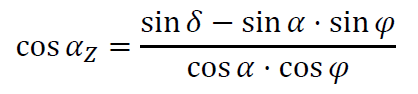 cos α_Z = (sin δ − sin α · sin φ) / (cos α · cos φ)